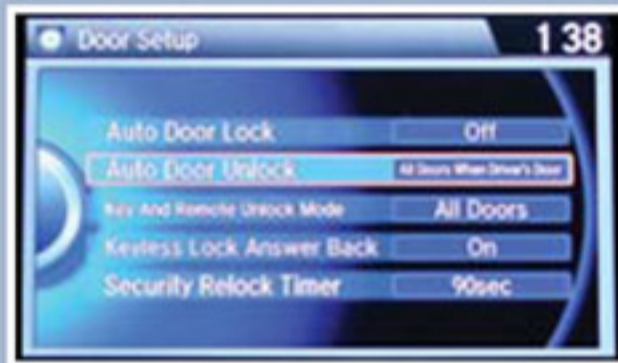 Door Setup
1 38
Auto Door Lock Off
Auto Door Unlock All Doors When Driver's Door
Key And Remote Unlock Mode All Doors
Keyless Lock Answer Back On
Security Relock Timer 90sec